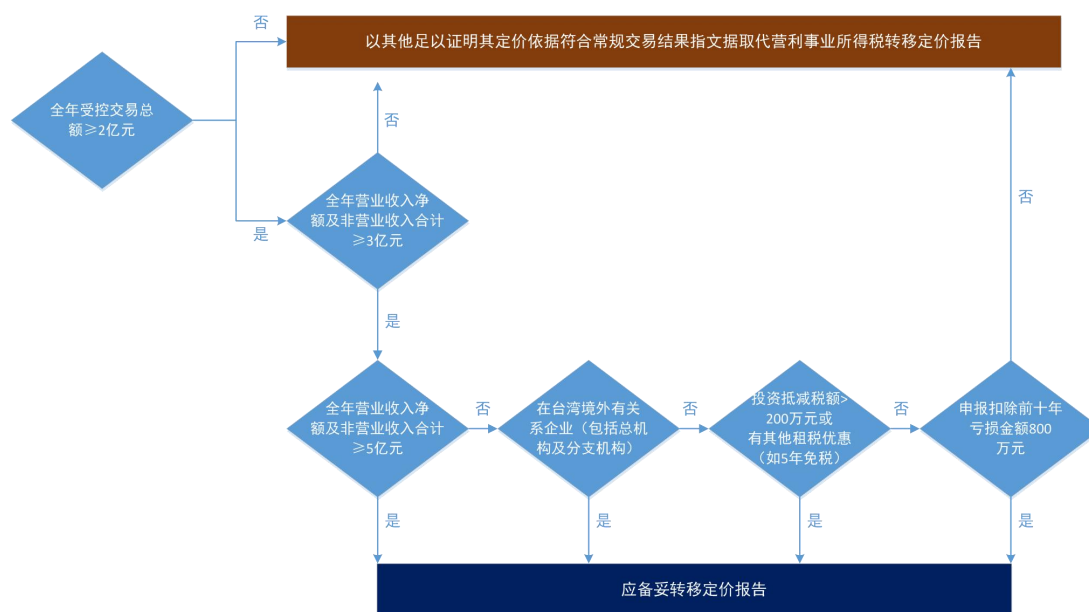 否
以其他足以证明其定价依据符合常规交易结果指文据取代营利事业所得税转移定价报告
全年受控交易总
额≥2亿元
否
全年营业收入净
额及非营业收入合计
≥3亿元
是
否
是
全年营业收入净
额及非营业收入合计
≥5亿元
否
在台湾境外有关
系企业（包括总机
构及分支机构）
否
投资抵减税额>
200万元或
有其他租税优惠
（如5年免税）
否
申报扣除前十年
亏损金额800
万元
是
是
是
是
应备妥转移定价报告